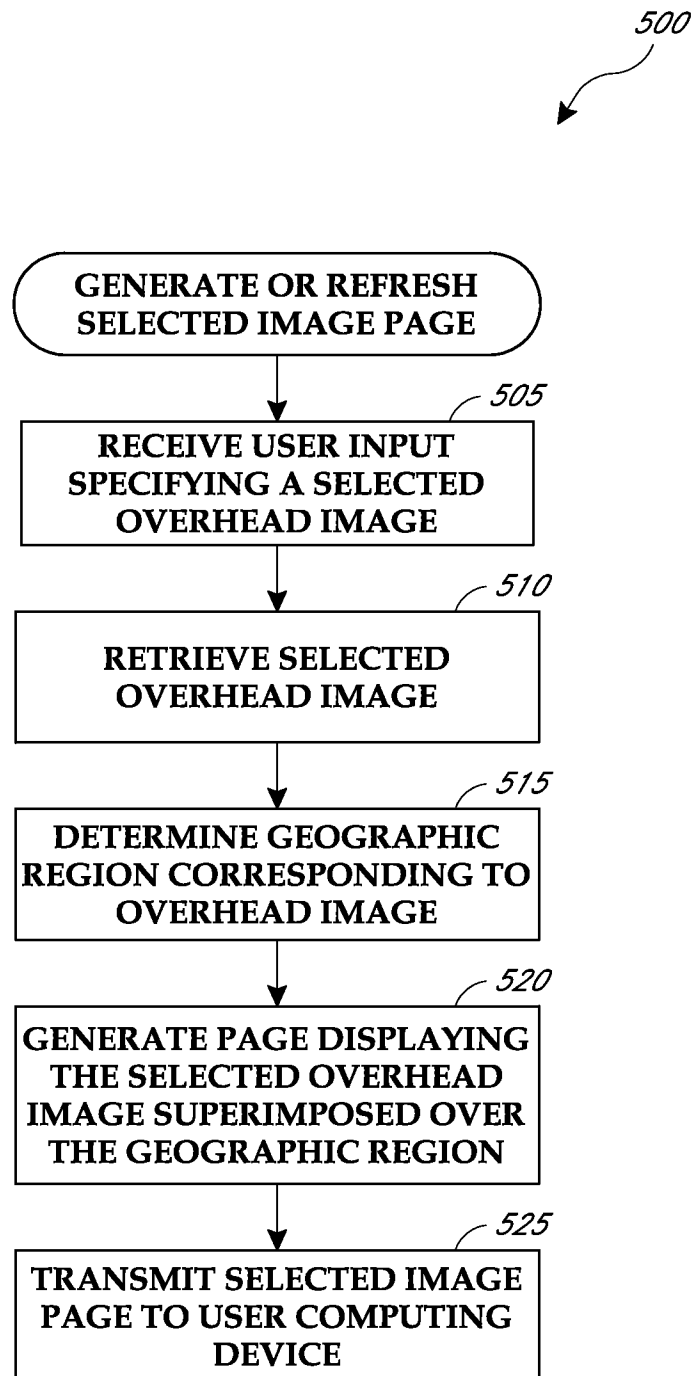 500
GENERATE OR REFRESH
SELECTED IMAGE PAGE
505
RECEIVE USER INPUT
SPECIFYING A SELECTED
OVERHEAD IMAGE
510
RETRIEVE SELECTED
OVERHEAD IMAGE
515
DETERMINE GEOGRAPHIC
REGION CORRESPONDING TO
OVERHEAD IMAGE
520
GENERATE PAGE DISPLAYING
THE SELECTED OVERHEAD
IMAGE SUPERIMPOSED OVER
THE GEOGRAPHIC REGION
525
TRANSMIT SELECTED IMAGE
PAGE TO USER COMPUTING
DEVICE